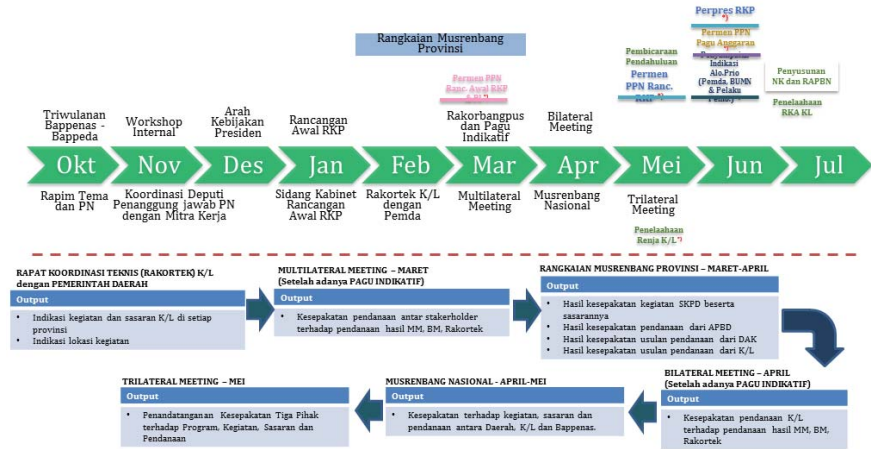 Rangkaian Musrenbang
Provinsi
Perpres RKP *)
Permen PPN
Pagu Anggaran
Indikasi
Alo.Prio
(Pemda, BUMN
& Pelaku
Pembicaraan
Pendahuluan
Permen
PPN Ranc.
Penyusunan
NK dan RAPBN
Penelaahan
RKA KL
Permen PPN
Ranc. Awal RKP
Triwulanan
Bappenas -
Bappeda
Workshop
Internal
Arah
Kebijakan
Presiden
Rancangan
Awal RKP
Rakorbangpus
dan Pagu
Indikatif
Bilateral
Meeting
Okt
Nov
Des
Jan
Feb
Mar
Apr
Mei
Jun
Jul
Rapim Tema
dan PN
Koordinasi Deputi
Penanggung jawab PN
dengan Mitra Kerja
Sidang Kabinet
Rancangan
Awal RKP
Rakortek K/L
dengan
Pemda
Multilateral
Meeting
Musrenbang
Nasional
Trilateral
Meeting
Penelaahan
Renja K/L *)
RAPAT KOORDINASI TEKNIS (RAKORTEK) K/L
dengan PEMERINTAH DAERAH
Output
• Indikasi kegiatan dan sasaran K/L di setiap
provinsi
• Indikasi lokasi kegiatan
MULTILATERAL MEETING – MARET
(Setelah adanya PAGU INDIKATIF)
Output
• Kesepakatan pendanaan antar stakeholder
terhadap pendanaan hasil MM, BM, Rakortek
RANGKAIAN MUSRENBANG PROVINSI – MARET-APRIL
Output
• Hasil kesepakatan kegiatan SKPD beserta
sasarannya
• Hasil kesepakatan pendanaan dari APBD
• Hasil kesepakatan usulan pendanaan dari DAK
• Hasil kesepakatan usulan pendanaan dari K/L
TRILATERAL MEETING – MEI
Output
• Penandatanganan Kesepakatan Tiga Pihak
terhadap Program, Kegiatan, Sasaran dan
Pendanaan
MUSRENBANG NASIONAL - APRIL-MEI
Output
• Kesepakatan terhadap kegiatan, sasaran dan
pendanaan antara Daerah, K/L dan Bappenas.
BILATERAL MEETING – APRIL
(Setelah adanya PAGU INDIKATIF)
Output
• Kesepakatan pendanaan K/L
terhadap pendanaan hasil MM, BM,
Rakortek